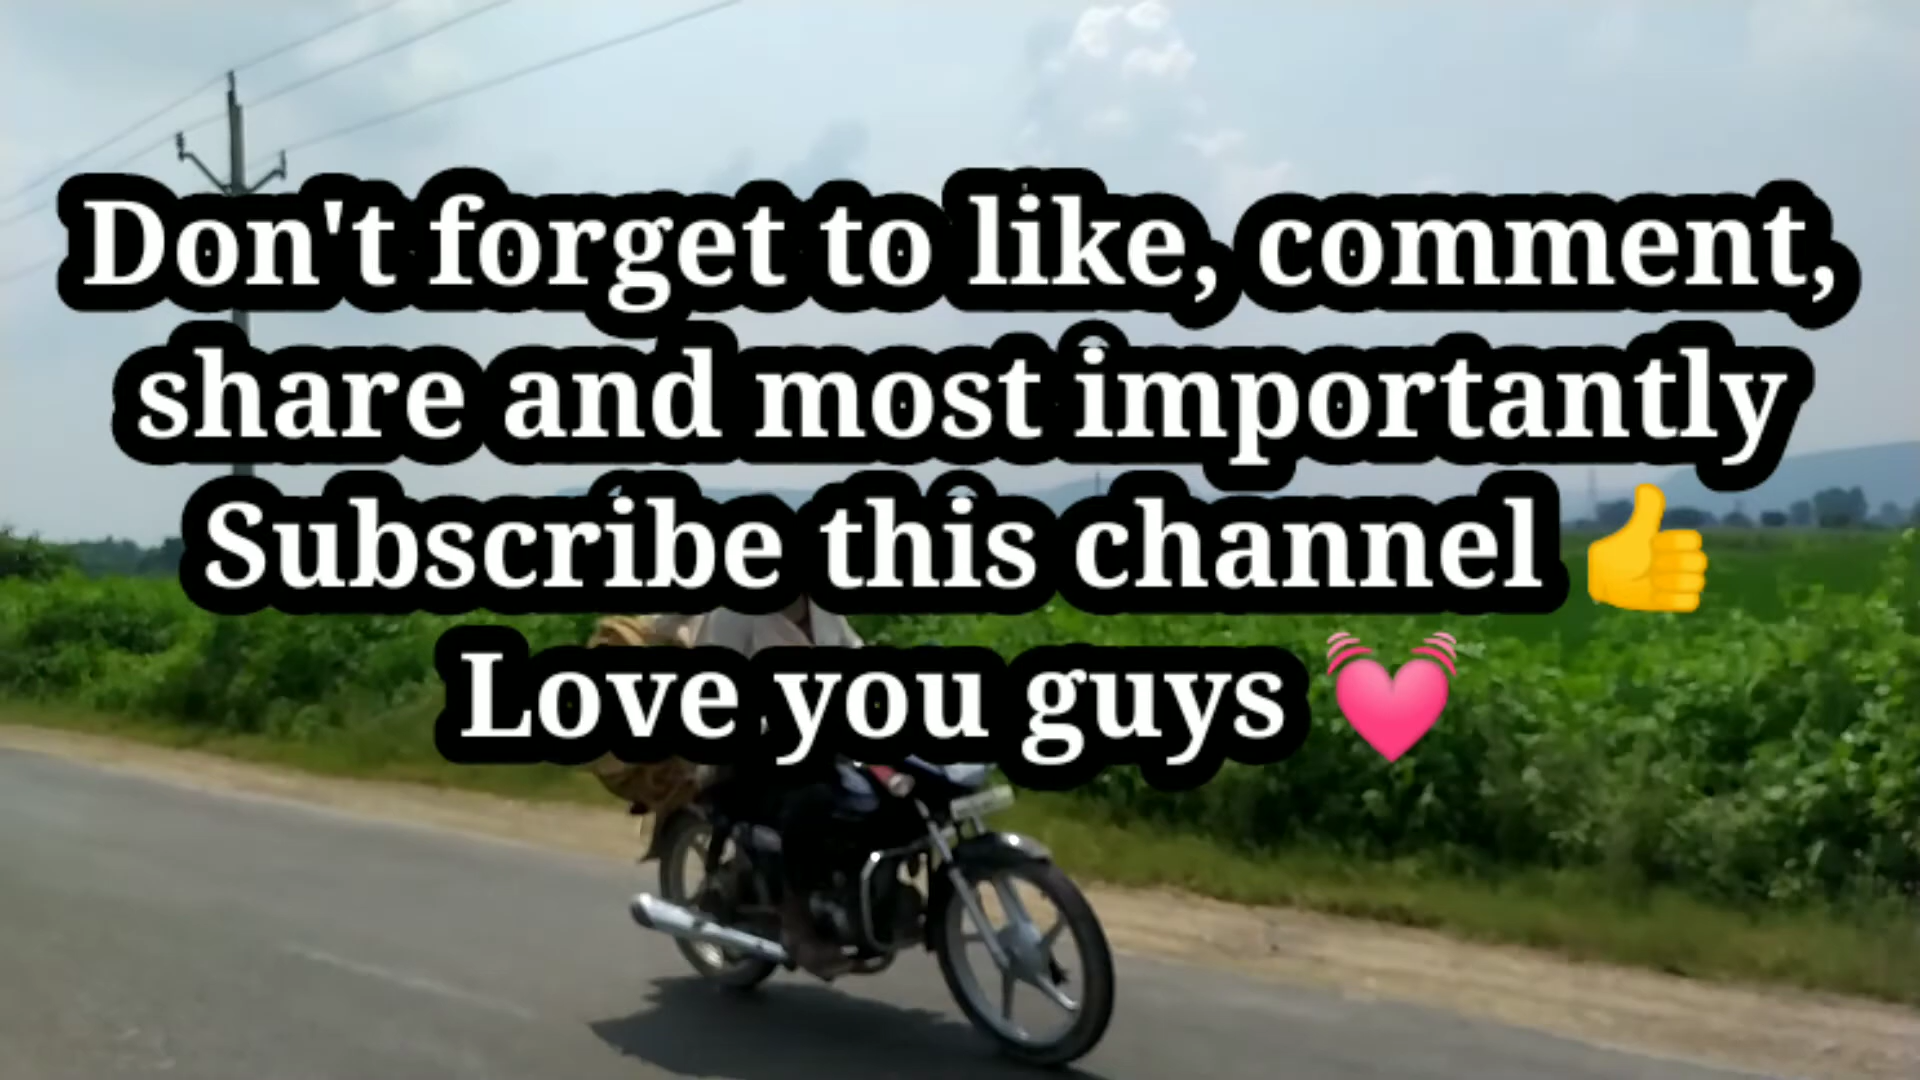 Don't forget to like, comment,
share and most importantly
Subscribe this channel 👍
Love you guys 💓